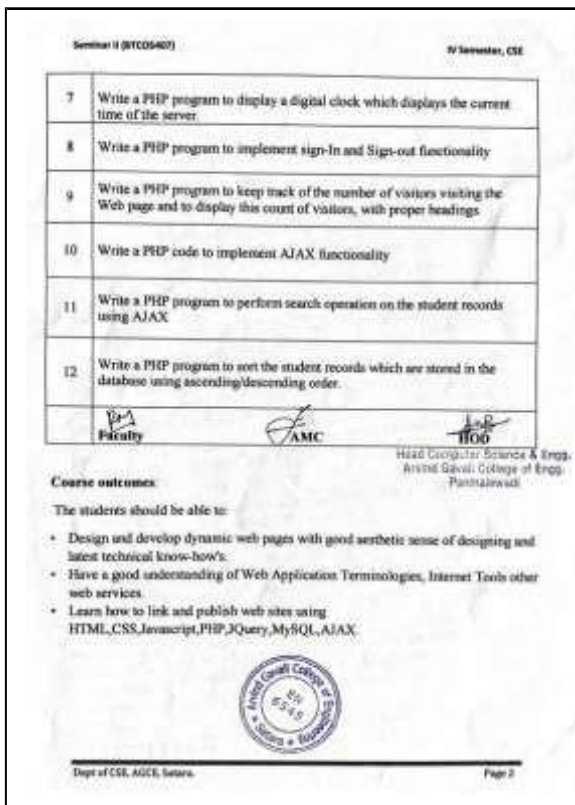 Seminar II (BTCOS407) IV Semester, CSE
7 Write a PHP program to display a digital clock which displays the current
time of the server.
8 Write a PHP program to implement sign-In and Sign-out functionality
9 Write a PHP program to keep track of the number of visitors visiting the
Web page and to display this count of visitors, with proper headings
10 Write a PHP code to implement AJAX functionality
11 Write a PHP program to perform search operation on the student records
using AJAX
12 Write a PHP program to sort the student records which are stored in the
database using ascending/descending order.
Faculty AMC HOD
Head Computer Science & Engg.
Arvind Gavali College of Engg.
Panmalewadi
Course outcomes:
The students should be able to:
• Design and develop dynamic web pages with good aesthetic sense of designing and
latest technical know-how's.
• Have a good understanding of Web Application Terminologies, Internet Tools other
web services.
• Learn how to link and publish web sites using
HTML,CSS,Javascript,PHP,JQuery,MySQL,AJAX.
Arvind Gavali College of Engineering
EN
6545
Satara
Dept of CSE, AGCE, Satara. Page 2